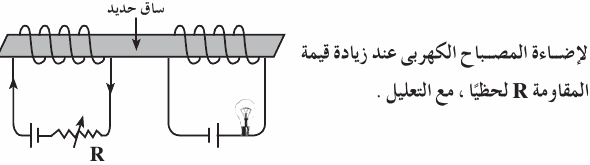 ساق حديد
لإضاءة المصباح الكهربى عند زيادة قيمة
المقاومة R لحظيًا ، مع التعليل .
R